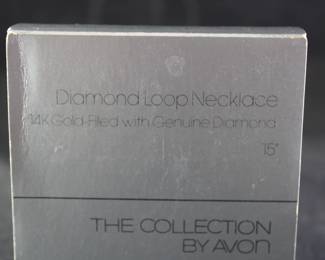 Diamond Loop Necklace
14K Gold-Filled with Genuine Diamond
15"
THE COLLECTION
BY AVON